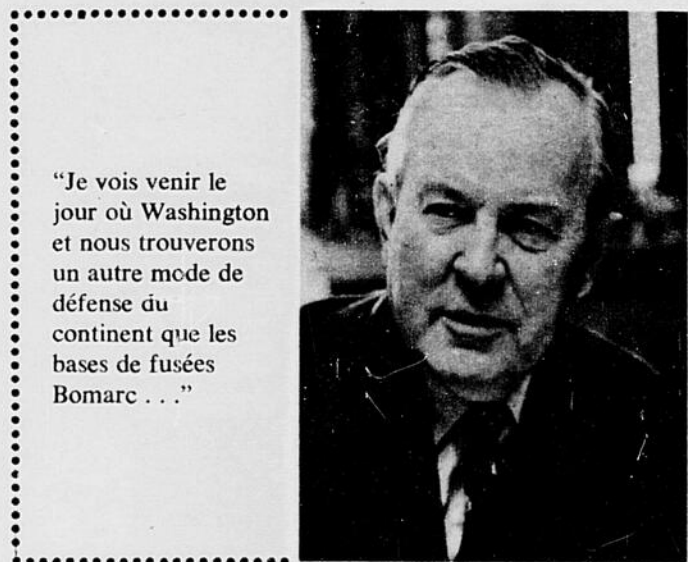 “Je vois venir le
jour où Washington
et nous trouverons
un autre mode de
défense du
continent que les
bases de fusées
Bomarc . . .”